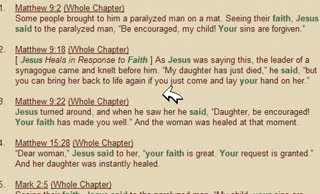 1. Matthew 9:2 (Whole Chapter)
Some people brought to him a paralyzed man on a mat. Seeing their faith, Jesus
said to the paralyzed man, “Be encouraged, my child! Your sins are forgiven.”
2. Matthew 9:18 (Whole Chapter)
[ Jesus Heals in Response to Faith ] As Jesus was saying this, the leader of a
synagogue came and knelt before him. “My daughter has just died,” he said, “but
you can bring her back to life again if you just come and lay your hand on her.”
3. Matthew 9:22 (Whole Chapter)
Jesus turned around, and when he saw her he said, “Daughter, be encouraged!
Your faith has made you well.” And the woman was healed at that moment.
4. Matthew 15:28 (Whole Chapter)
“Dear woman,” Jesus said to her, “your faith is great. Your request is granted.”
And her daughter was instantly healed.
5. Mark 2:5 (Whole Chapter)